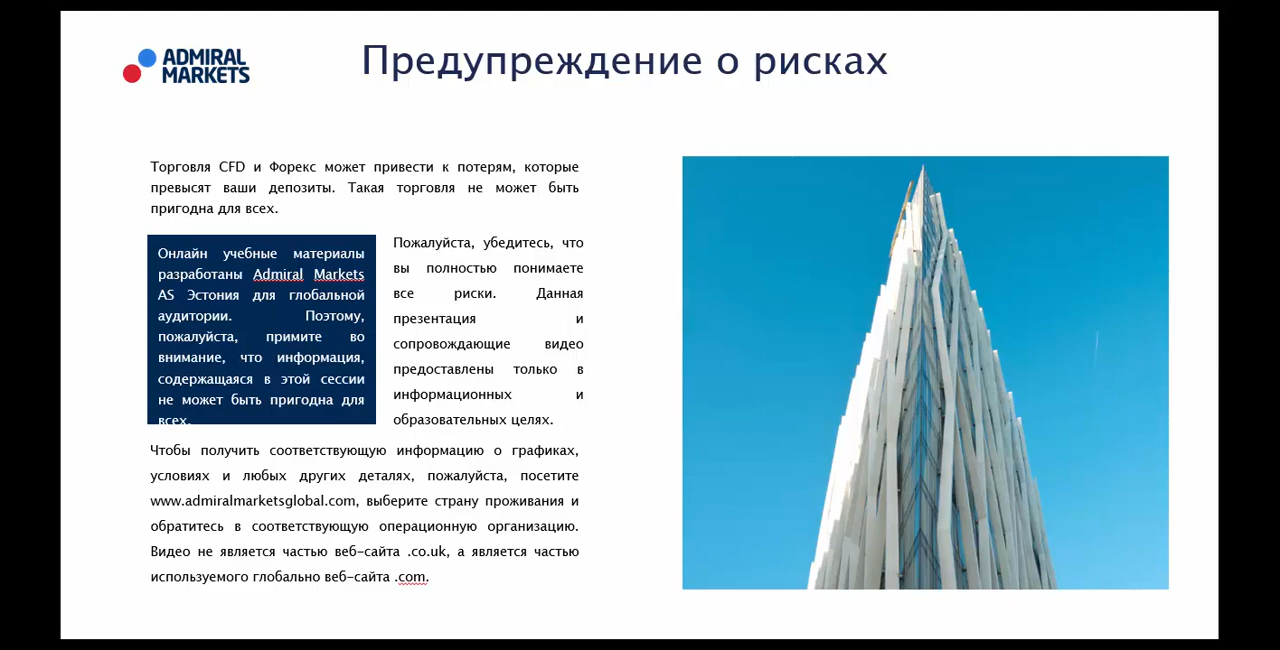 ADMIRAL
MARKETS
Предупреждение о рисках
Торговля CFD и Форекс может привести к потерям, которые
превысят ваши депозиты. Такая торговля не может быть
пригодна для всех.
Онлайн учебные материалы
разработаны Admiral Markets
AS Эстония для глобальной
аудитории. Поэтому,
пожалуйста, примите во
внимание, что информация,
содержащаяся в этой сессии
не может быть пригодна для
всех.
Пожалуйста, убедитесь, что
вы полностью понимаете
все риски. Данная
презентация и
сопровождающие видео
предоставлены только в
информационных и
образовательных целях.
Чтобы получить соответствующую информацию о графиках,
условиях и любых других деталях, пожалуйста, посетите
www.admiralmarketsglobal.com, выберите страну проживания и
обратитесь в соответствующую операционную организацию.
Видео не является частью веб-сайта .co.uk, а является частью
используемого глобально веб-сайта .com.